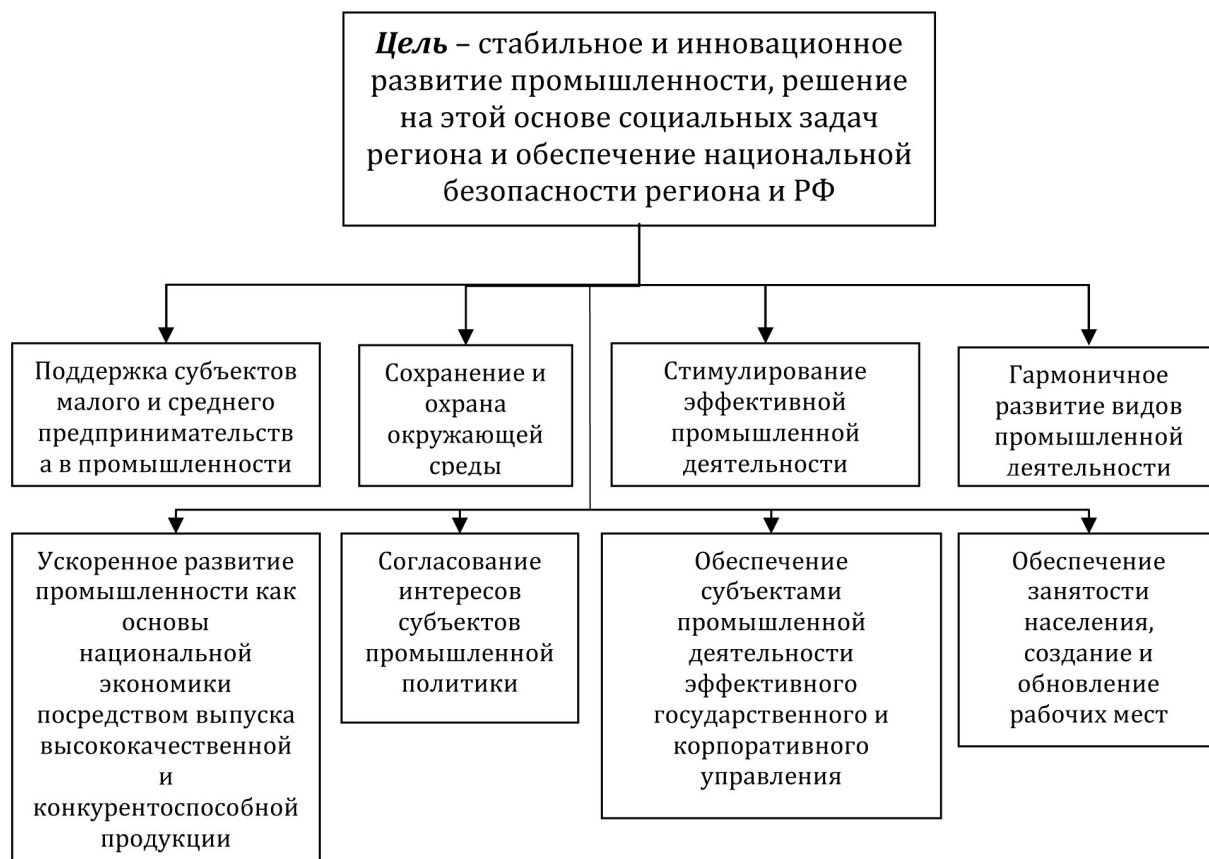 Цель – стабильное и инновационное
развитие промышленности, решение
на этой основе социальных задач
региона и обеспечение национальной
безопасности региона и РФ
Поддержка субъектов
малого и среднего
предпринимательств
а в промышленности
Сохранение и
охрана
окружающей
среды
Стимулирование
эффективной
промышленной
деятельности
Гармоничное
развитие видов
промышленной
деятельности
Ускоренное развитие
промышленности как
основы
национальной
экономики
посредством выпуска
высококачественной
и
конкурентоспособной
продукции
Согласование
интересов
субъектов
промышленной
политики
Обеспечение
субъектами
промышленной
деятельности
эффективного
государственного и
корпоративного
управления
Обеспечение
занятости
населения,
создание и
обновление
рабочих мест